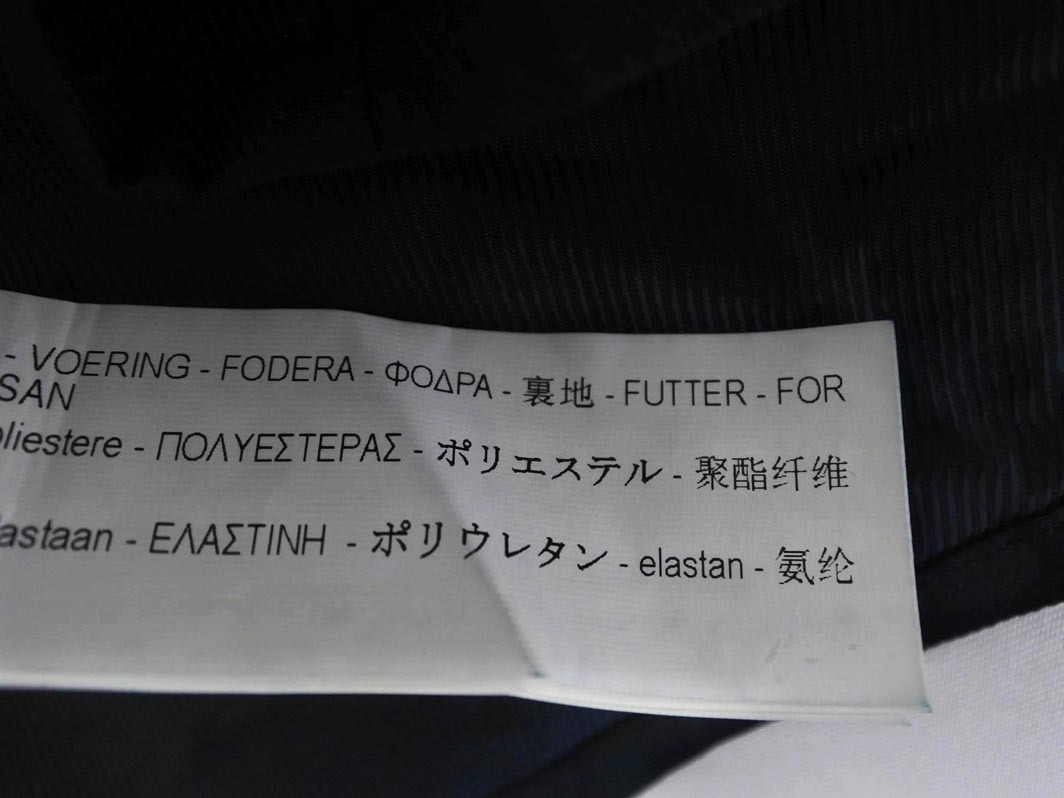 - VOERING - FODERA - ΦΟΔΡΑ - 裏地 - FUTTER - FOR
SAN
liestere - ΠΟΛΥΕΣΤΕΡΑΣ - ポリエステル - 聚酯纤维
astaan - ΕΛΑΣΤΙΝΗ - ポリウレタン - elastan - 氨纶